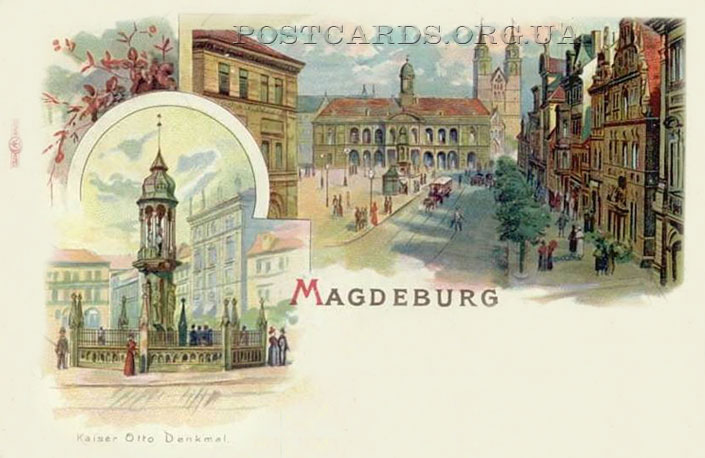 POSTCARDS.ORG.UA
MAGDEBURG
Kaiser Otto Denkmal.